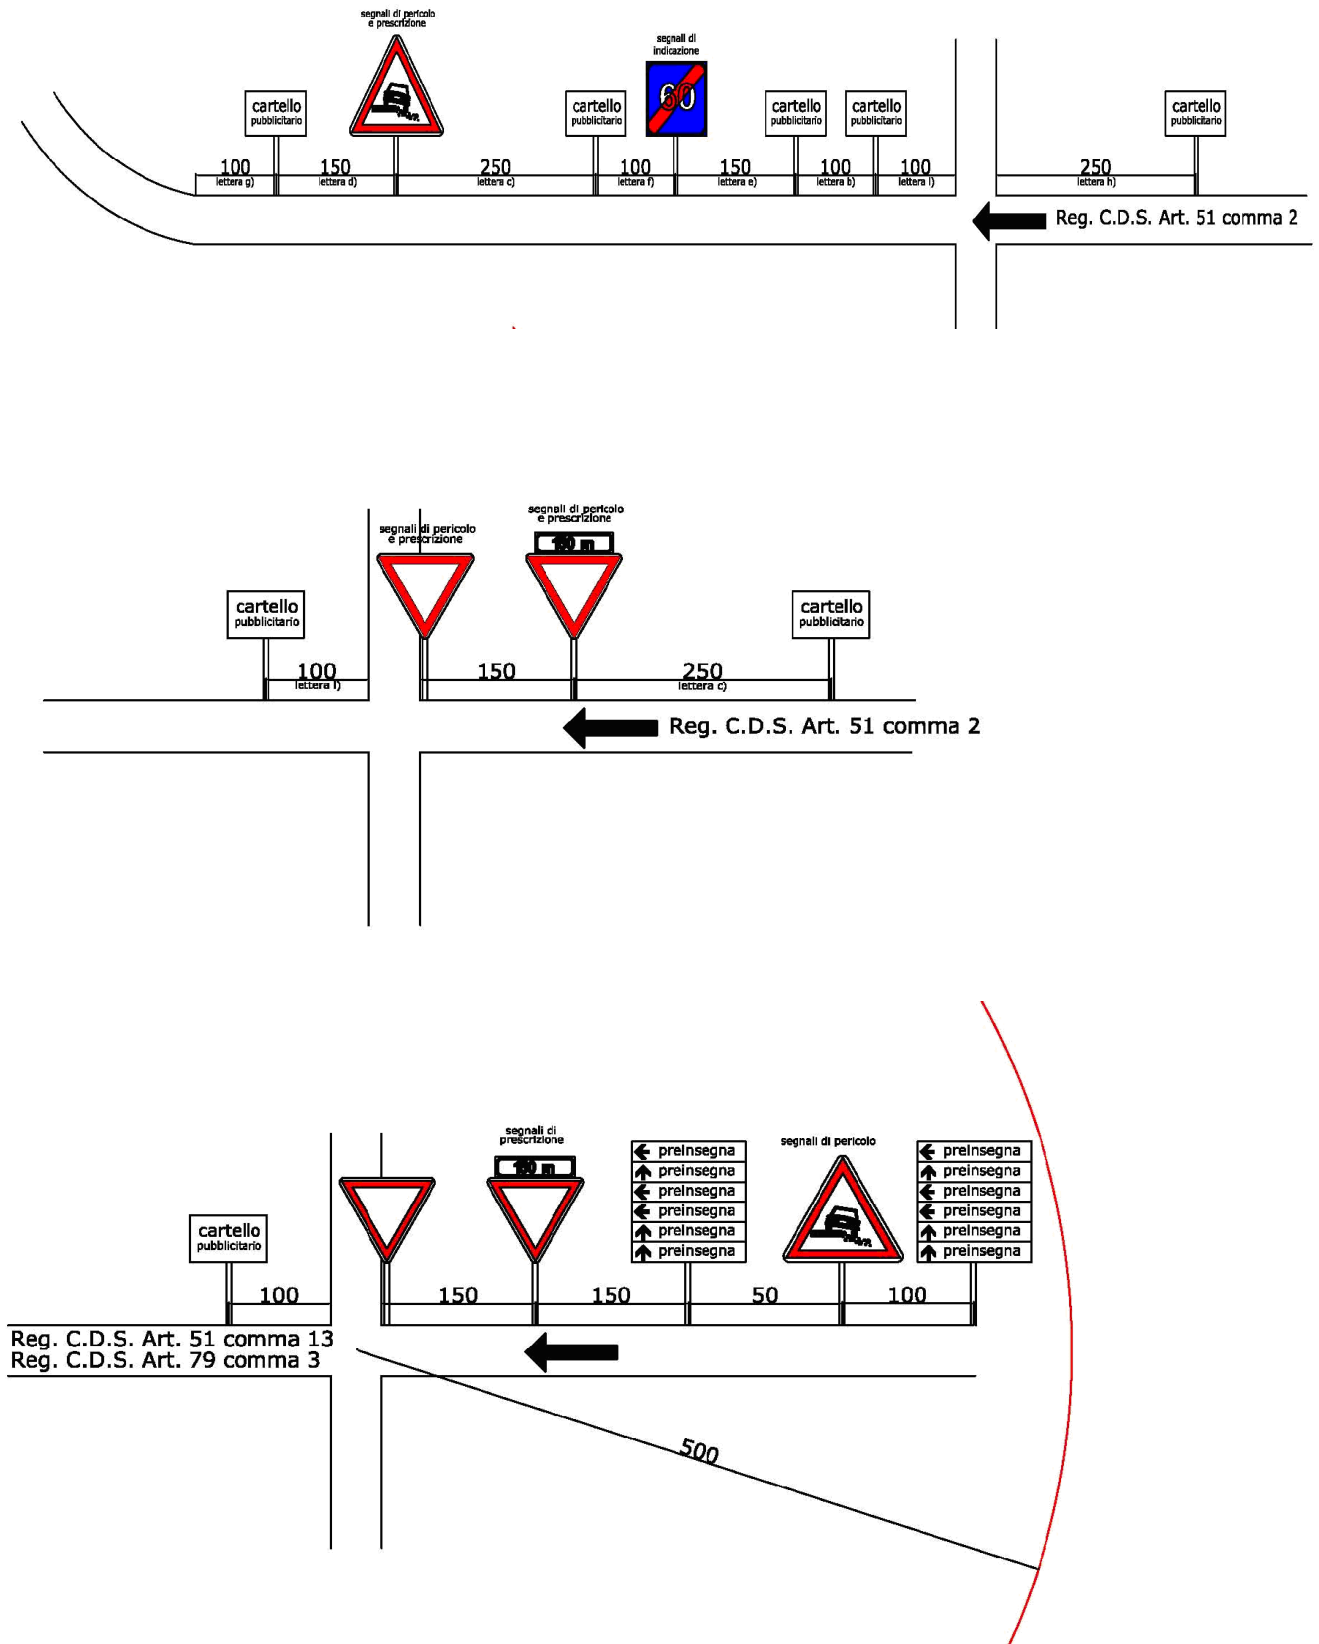 segnali di pericolo
e prescrizione
segnali di
indicazione
60
cartello
pubblicitario
cartello
pubblicitario
cartello
pubblicitario
cartello
pubblicitario
cartello
pubblicitario
100
lettera g)
150
lettera d)
250
lettera c)
100
lettera f)
150
lettera e)
100
lettera b)
100
lettera i)
250
lettera h)
Reg. C.D.S. Art. 51 comma 2
segnali di pericolo
e prescrizione
segnali di pericolo
e prescrizione
150 m
cartello
pubblicitario
cartello
pubblicitario
100
lettera i)
150
250
lettera c)
Reg. C.D.S. Art. 51 comma 2
segnali di
prescrizione
150 m
segnali di pericolo
preinsegna
preinsegna
preinsegna
preinsegna
preinsegna
preinsegna
preinsegna
preinsegna
preinsegna
preinsegna
preinsegna
preinsegna
cartello
pubblicitario
100
150
150
50
100
Reg. C.D.S. Art. 51 comma 13
Reg. C.D.S. Art. 79 comma 3
500